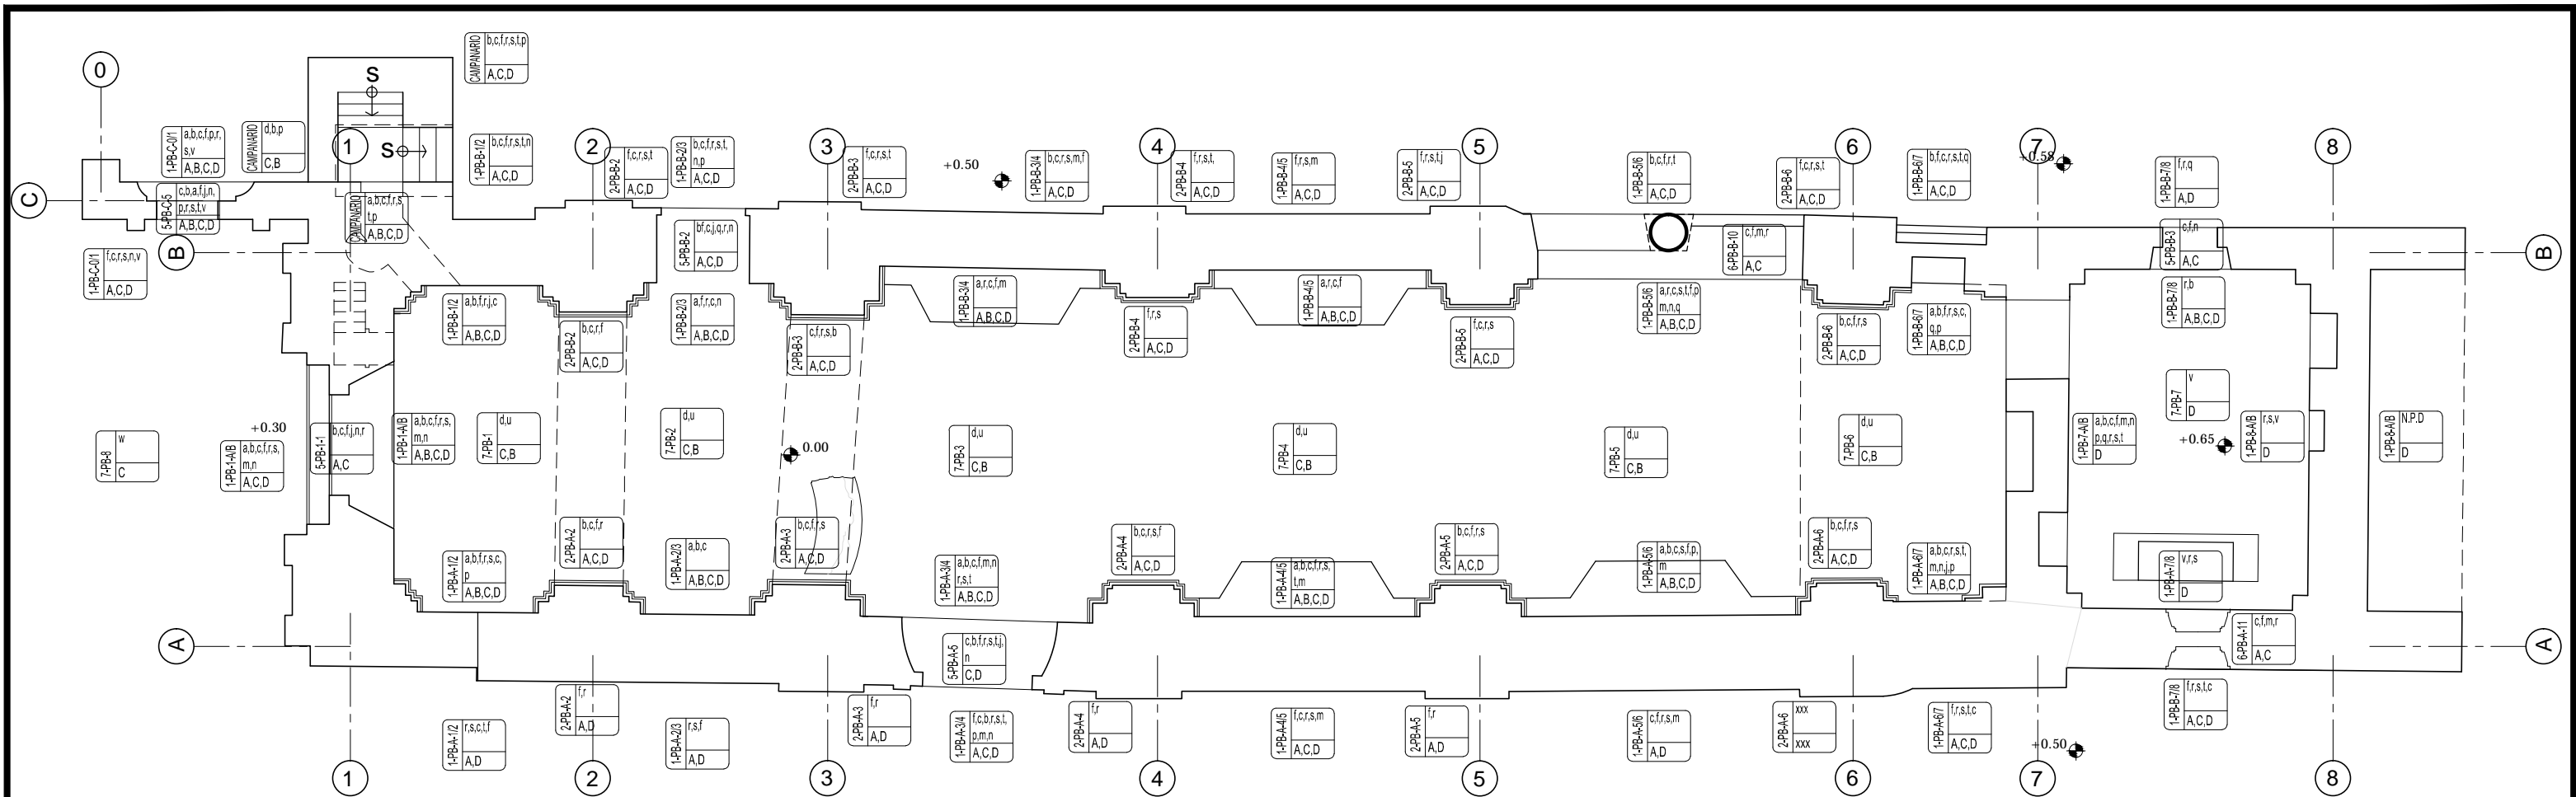 0
CAMPANARIO
b,c,f,r,s,t,p
A,C,D
S
S
1-PB-C-0/1
a,b,c,f,p,r,
s,v
A,B,C,D
CAMPANARIO
d,b,p
C,B
1
1-PB-B-1/2
b,c,f,r,s,t,n
A,C,D
2
2-PB-B-2
f,c,r,s,t
A,C,D
1-PB-B-2/3
b,c,f,r,s,t,
n,p
A,C,D
3
2-PB-B-3
f,c,r,s,t
A,C,D
+0.50
1-PB-B-3/4
b,c,r,s,m,f
A,C,D
4
2-PB-B-4
f,r,s,t,
A,C,D
1-PB-B-4/5
f,r,s,m
A,C,D
2-PB-B-5
f,r,s,t,j
A,C,D
5
1-PB-B-5/6
b,c,f,r,t
A,C,D
2-PB-B-6
f,c,r,s,t
A,C,D
6
1-PB-B-6/7
b,f,c,r,s,t,q
A,C,D
+0.58
7
1-PB-B-7/8
f,r,q
A,D
8
C
5-PB-C-5
c,b,a,f,j,n,
p,r,s,t,v
A,B,C,D
CAMPANARIO
a,b,c,f,r,s
t,p
A,B,C,D
5-PB-B-2
bf,c,j,q,r,n
A,C,D
6-PB-B-10
c,f,m,r
A,C
5-PB-B-3
c,f,n
A,C
B
B
1-PB-C-0/1
f,c,r,s,n,v
A,C,D
1-PB-B-1/2
a,b,f,r,j,c
A,B,C,D
2-PB-B-2
b,c,r,f
A,C,D
1-PB-B-2/3
a,f,r,c,n
A,B,C,D
2-PB-B-3
c,f,r,s,b
A,C,D
1-PB-B-3/4
a,r,c,f,m
A,B,C,D
2-PB-B-4
f,r,s
A,C,D
1-PB-B-4/5
a,r,c,f
A,B,C,D
2-PB-B-5
f,c,r,s
A,C,D
1-PB-B-5/6
a,r,c,s,t,f,p
m,n,q
A,B,C,D
2-PB-B-6
b,c,f,r,s
A,C,D
1-PB-B-6/7
a,b,f,r,s,c,
q,p
A,B,C,D
1-PB-B-7/8
r,b
A,B,C,D
7-PB-8
w
C
+0.30
1-PB-1-A/B
a,b,c,f,r,s,
m,n
A,C,D
5-PB-1-1
b,c,f,j,n,r
A,C
1-PB-1-A/B
a,b,c,f,r,s,
m,n
A,B,C,D
7-PB-1
d,u
C,B
7-PB-2
d,u
C,B
0.00
7-PB-3
d,u
C,B
7-PB-4
d,u
C,B
7-PB-5
d,u
C,B
7-PB-6
d,u
C,B
1-PB-7-A/B
a,b,c,f,m,n
p,q,r,s,t
D
7-PB-7
v
D
+0.65
1-PB-8-A/B
r,s,v
D
1-PB-8-A/B
N.P.D
D
1-PB-A-1/2
a,b,f,r,s,c,
p
A,B,C,D
2-PB-A-2
b,c,f,r
A,C,D
1-PB-A-2/3
a,b,c
A,B,C,D
2-PB-A-3
b,c,f,r,s
A,C,D
1-PB-A-3/4
a,b,c,f,m,n
r,s,t
A,B,C,D
2-PB-A-4
b,c,r,s,f
A,C,D
1-PB-A-4/5
a,b,c,f,r,s,
t,m
A,B,C,D
2-PB-A-5
b,c,f,r,s
A,C,D
1-PB-A-5/6
a,b,c,s,f,p,
m
A,B,C,D
2-PB-A-6
b,c,f,r,s
A,C,D
1-PB-A-6/7
a,b,c,r,s,t,
m,n,j,p
A,B,C,D
1-PB-A-7/8
v,r,s
D
A
5-PB-A-5
c,b,f,r,s,t,j,
n
C,D
6-PB-A-11
c,f,m,r
A,C
A
1-PB-A-1/2
r,s,c,t,f
A,D
2-PB-A-2
f,r
A,D
1-PB-A-2/3
r,s,f
A,D
2-PB-A-3
f,r
A,D
1-PB-A-3/4
f,c,b,r,s,t,
p,m,n
A,C,D
2-PB-A-4
f,r
A,D
1-PB-A-4/5
f,c,r,s,m
A,C,D
2-PB-A-5
f,r
A,D
1-PB-A-5/6
c,f,r,s,m
A,D
2-PB-A-6
xxx
xxx
1-PB-A-6/7
f,r,s,t,c
A,C,D
+0.50
1-PB-B-7/8
f,r,s,t,c
A,C,D
1
2
3
4
5
6
7
8